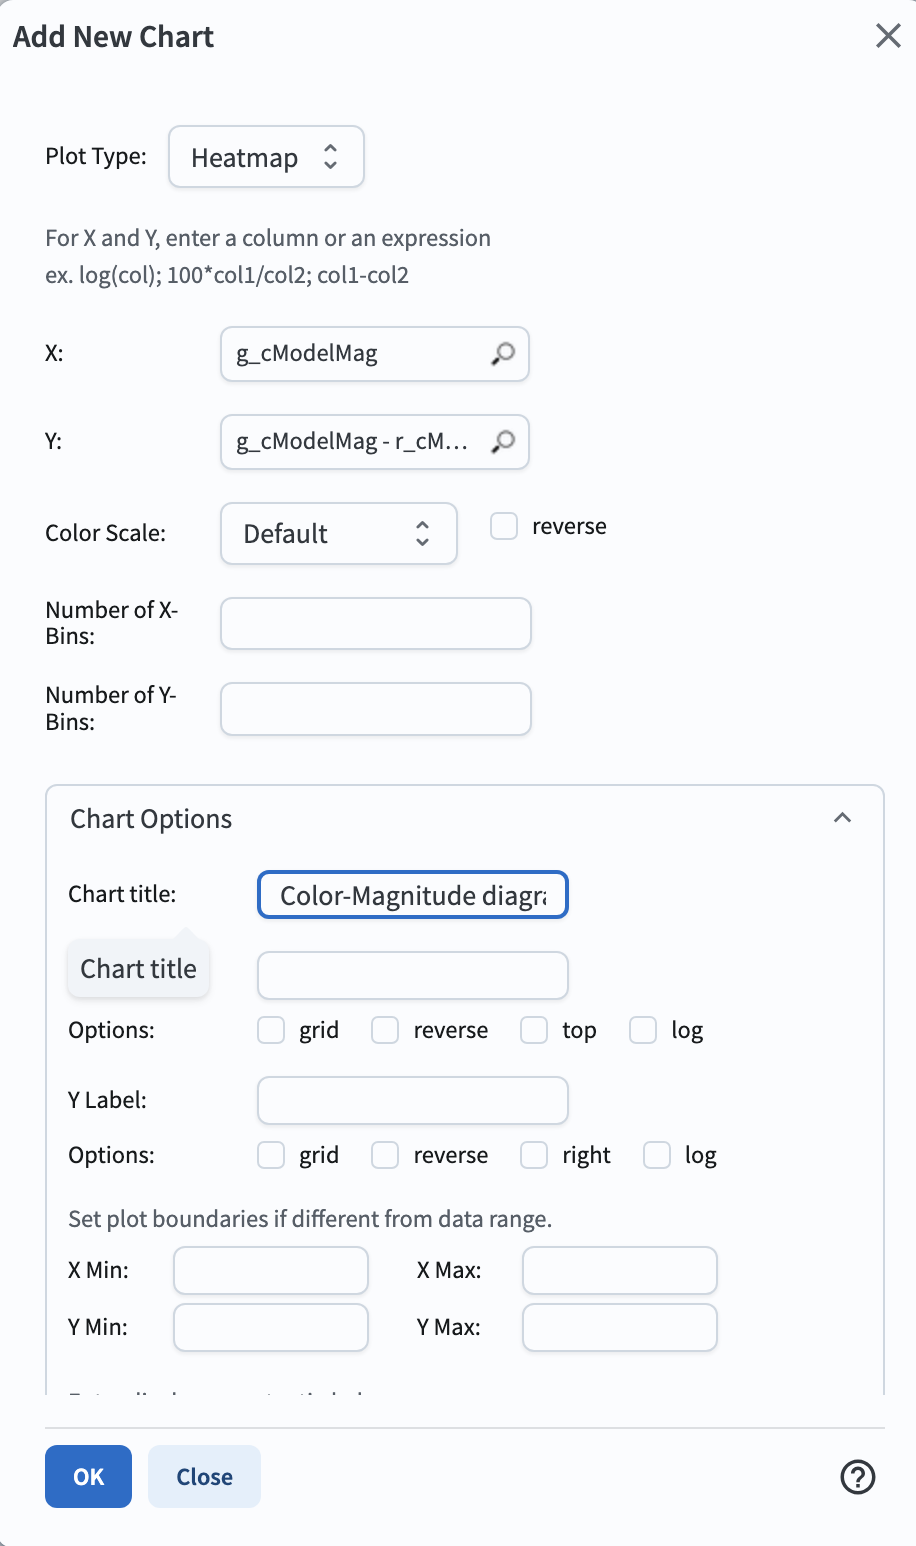 Add New Chart
Plot Type: Heatmap
For X and Y, enter a column or an expression
ex. log(col); 100*col1/col2; col1-col2
X: g_cModelMag
Y: g_cModelMag - r_cM...
Color Scale: Default reverse
Number of X-
Bins:
Number of Y-
Bins:
Chart Options
Chart title: Color-Magnitude
Chart title
Options: grid reverse top log
Y Label:
Options: grid reverse right log
Set plot boundaries if different from data range.
X Min: X Max:
Y Min: Y Max:
OK Close